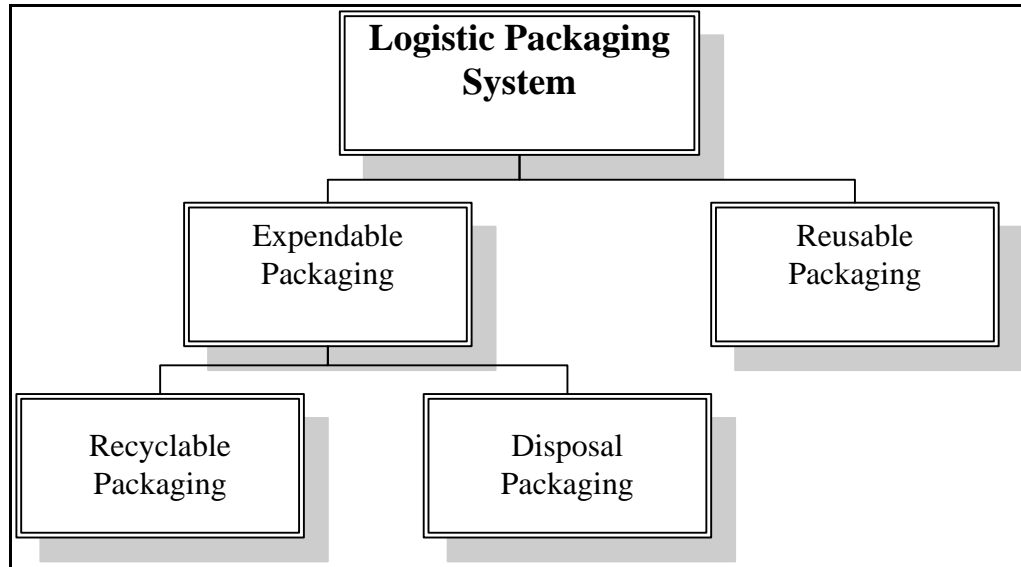 Logistic Packaging
System
Expendable
Packaging
Reusable
Packaging
Recyclable
Packaging
Disposal
Packaging